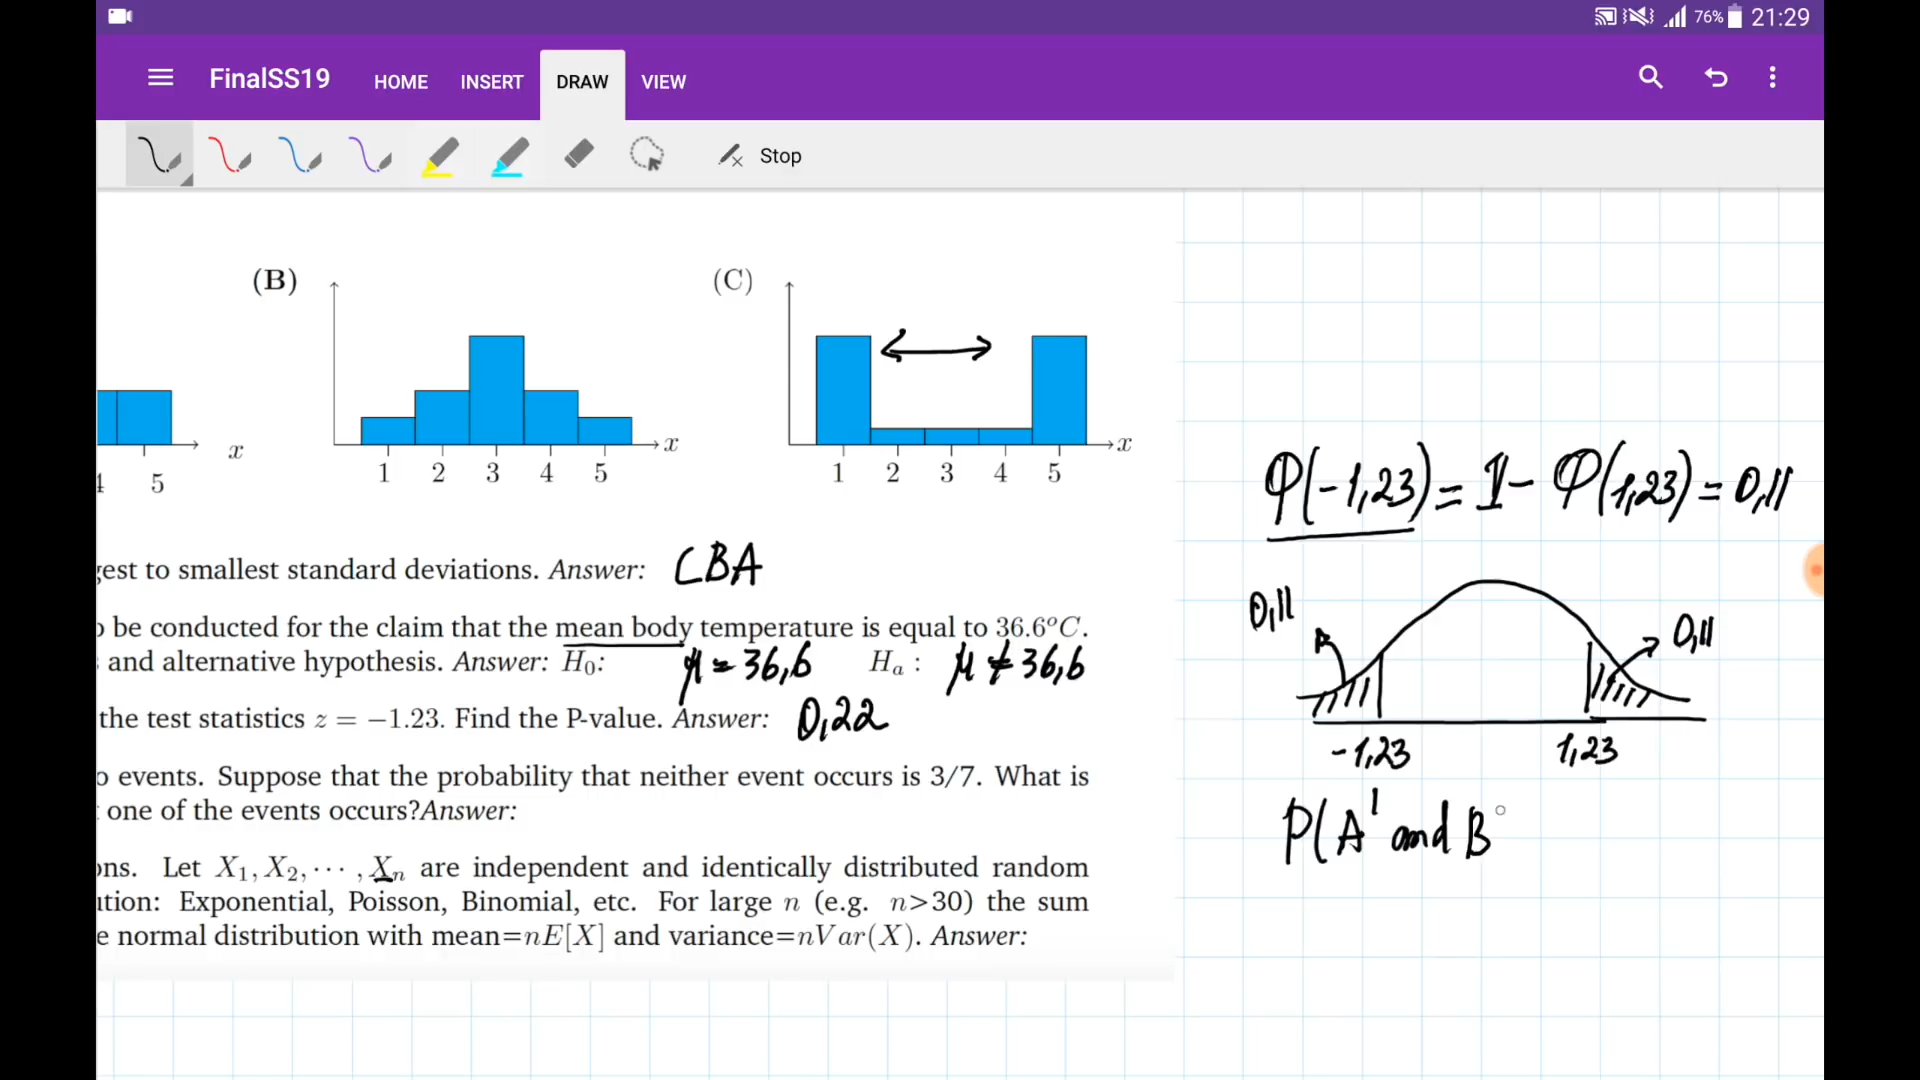 76% 21:29
FinalSS19 HOME INSERT DRAW VIEW
Stop
(B) (C)
x x x
4 5 1 2 3 4 5 1 2 3 4 5
φ(-1,23) = 1 - φ(1,23) = 0,11
gest to smallest standard deviations. Answer: CBA
0,11 0,11
o be conducted for the claim that the mean body temperature is equal to 36.6°C.
and alternative hypothesis. Answer: H0: μ = 36,6 Ha : μ ≠ 36,6
the test statistics z = −1.23. Find the P-value. Answer: 0,22
-1,23 1,23
o events. Suppose that the probability that neither event occurs is 3/7. What is
one of the events occurs?Answer:
P(A' and B
ons. Let X1, X2, ··· , Xn are independent and identically distributed random
ution: Exponential, Poisson, Binomial, etc. For large n (e.g. n>30) the sum
e normal distribution with mean=nE[X] and variance=nVar(X). Answer: